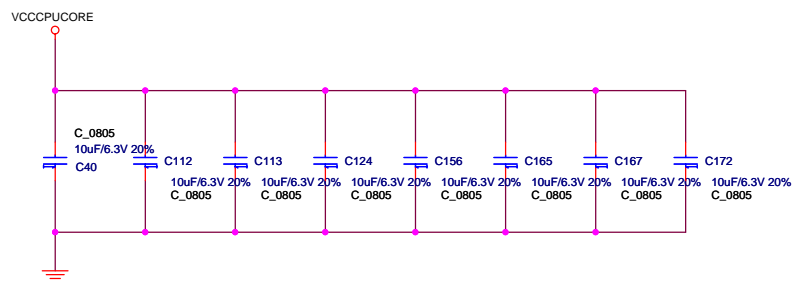 VCCCPUCORE
C_0805
10uF/6.3V 20%
C40
C112
10uF/6.3V 20%
C_0805
C113
10uF/6.3V 20%
C_0805
C124
10uF/6.3V 20%
C_0805
C156
10uF/6.3V 20%
C_0805
C165
10uF/6.3V 20%
C_0805
C167
10uF/6.3V 20%
C_0805
C172
10uF/6.3V 20%
C_0805